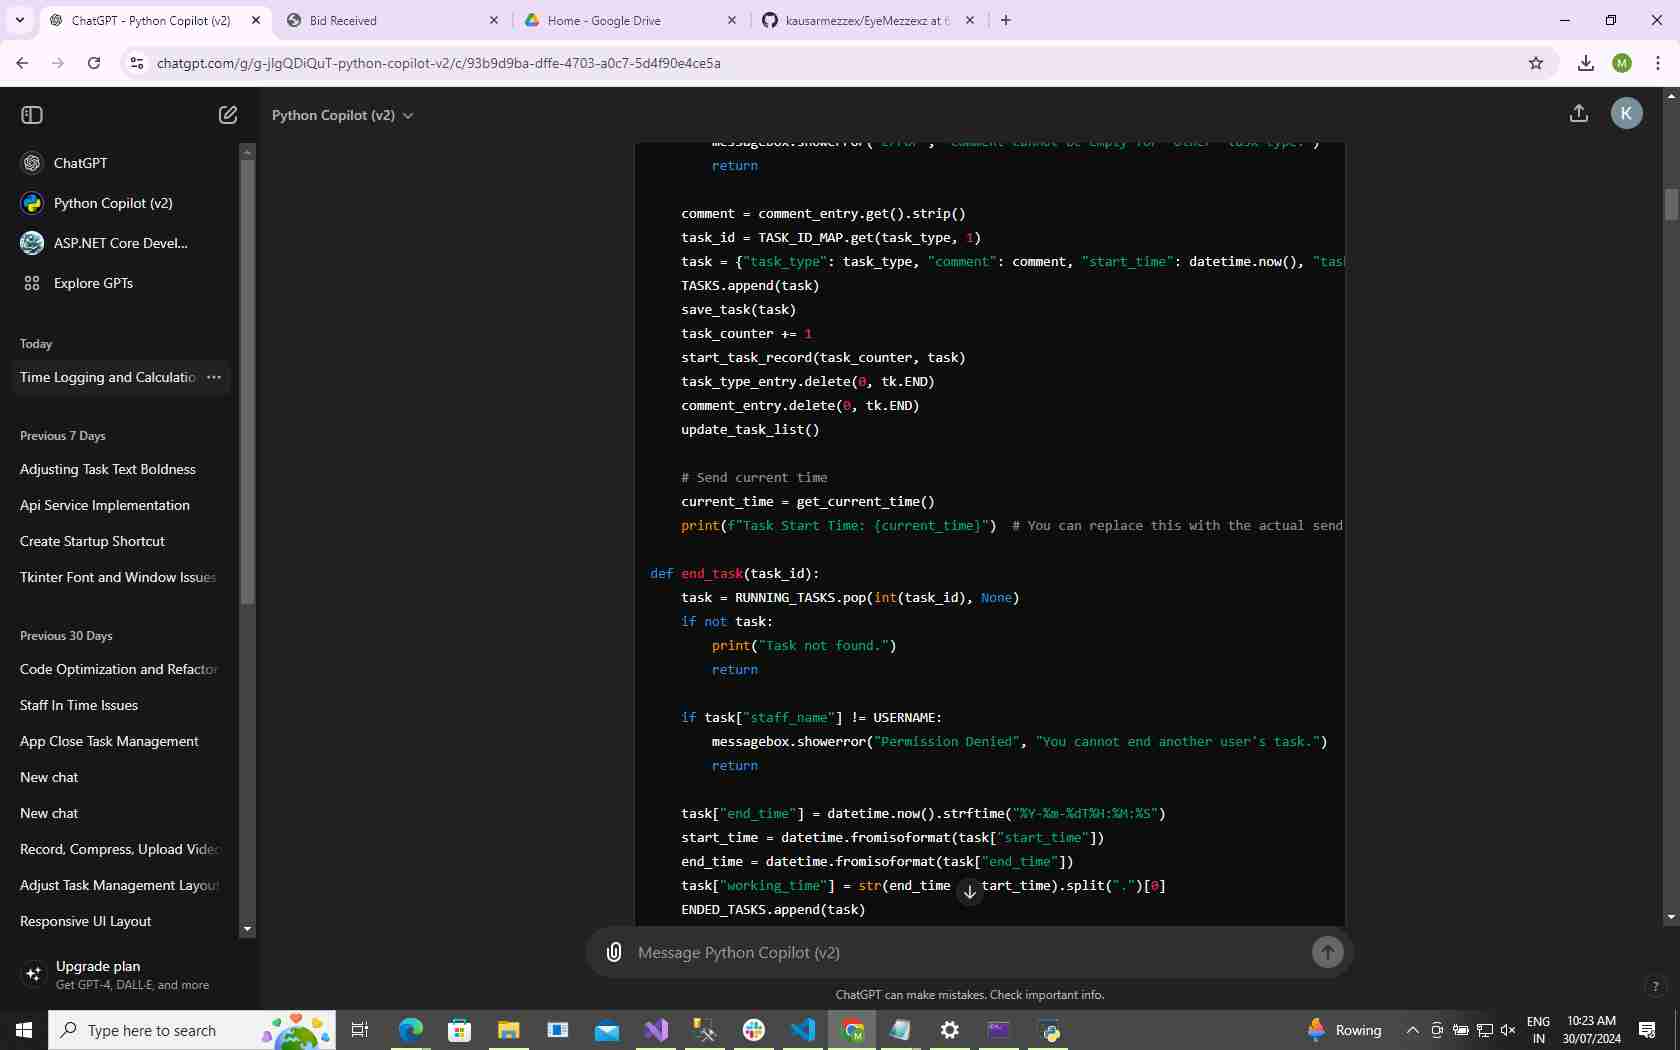 ChatGPT - Python Copilot (v2)
Bid Received
Home - Google Drive
kausarmezzex/EyeMezzexz at 6
chatgpt.com/g/g-jIgQDiQuT-python-copilot-v2/c/93b9d9ba-dffe-4703-a0c7-5d4f90e4ce5a
M
Python Copilot (v2)
K
ChatGPT
Python Copilot (v2)
ASP.NET Core Devel...
Explore GPTs
Today
Time Logging and Calculatio
Previous 7 Days
Adjusting Task Text Boldness
Api Service Implementation
Create Startup Shortcut
Tkinter Font and Window Issues
Previous 30 Days
Code Optimization and Refactor
Staff In Time Issues
App Close Task Management
New chat
New chat
Record, Compress, Upload Video
Adjust Task Management Layout
Responsive UI Layout
Upgrade plan
Get GPT-4, DALL·E, and more
messagebox.showerror("Error", "Comment cannot be empty for 'Other' task type.")
return
comment = comment_entry.get().strip()
task_id = TASK_ID_MAP.get(task_type, 1)
task = {"task_type": task_type, "comment": comment, "start_time": datetime.now(), "tas
TASKS.append(task)
save_task(task)
task_counter += 1
start_task_record(task_counter, task)
task_type_entry.delete(0, tk.END)
comment_entry.delete(0, tk.END)
update_task_list()
# Send current time
current_time = get_current_time()
print(f"Task Start Time: {current_time}")  # You can replace this with the actual send
def end_task(task_id):
task = RUNNING_TASKS.pop(int(task_id), None)
if not task:
print("Task not found.")
return
if task["staff_name"] != USERNAME:
messagebox.showerror("Permission Denied", "You cannot end another user's task.")
return
task["end_time"] = datetime.now().strftime("%Y-%m-%dT%H:%M:%S")
start_time = datetime.fromisoformat(task["start_time"])
end_time = datetime.fromisoformat(task["end_time"])
task["working_time"] = str(end_time tart_time).split(".")[0]
ENDED_TASKS.append(task)
Message Python Copilot (v2)
ChatGPT can make mistakes. Check important info.
?
Type here to search
Rowing
ENG
IN
10:23 AM
30/07/2024